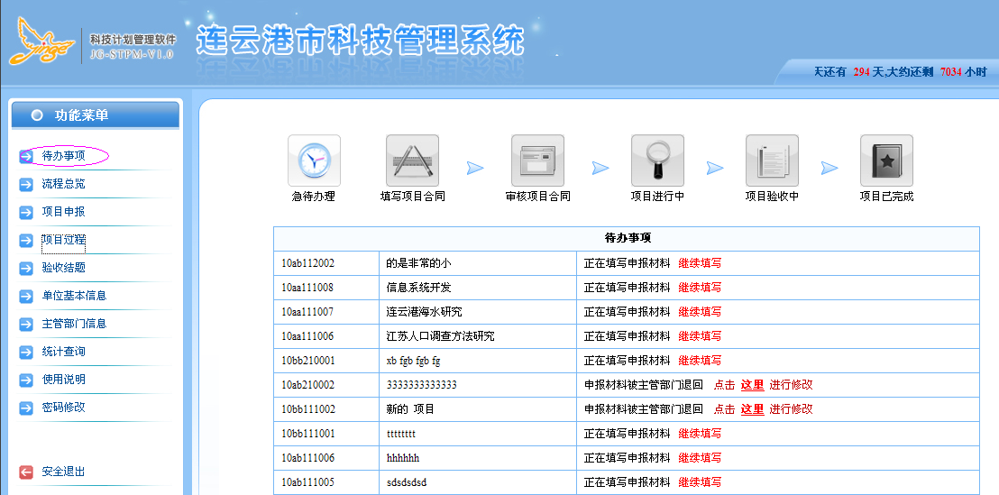 Jinge
科技计划管理软件
JG-STPM-V1.0
连云港市科技管理系统
天还有 294 天,大约还剩 7034 小时
功能菜单
待办事项
流程总览
项目申报
项目过程
验收结题
单位基本信息
主管部门信息
统计查询
使用说明
密码修改
安全退出
急待办理 填写项目合同 审核项目合同 项目进行中 项目验收中 项目已完成
待办事项
10ab112002 的是非常的小 正在填写申报材料 继续填写
10aa111008 信息系统开发 正在填写申报材料 继续填写
10aa111007 连云港海水研究 正在填写申报材料 继续填写
10aa111006 江苏人口调查方法研究 正在填写申报材料 继续填写
10bb210001 xb fgb fgb fg 正在填写申报材料 继续填写
10ab210002 3333333333333 申报材料被主管部门退回 点击 这里 进行修改
10bb111002 新的 项目 申报材料被主管部门退回 点击 这里 进行修改
10bb111001 tttttttt 正在填写申报材料 继续填写
10ab111006 hhhhhh 正在填写申报材料 继续填写
10ab111005 sdsdsdsd 正在填写申报材料 继续填写